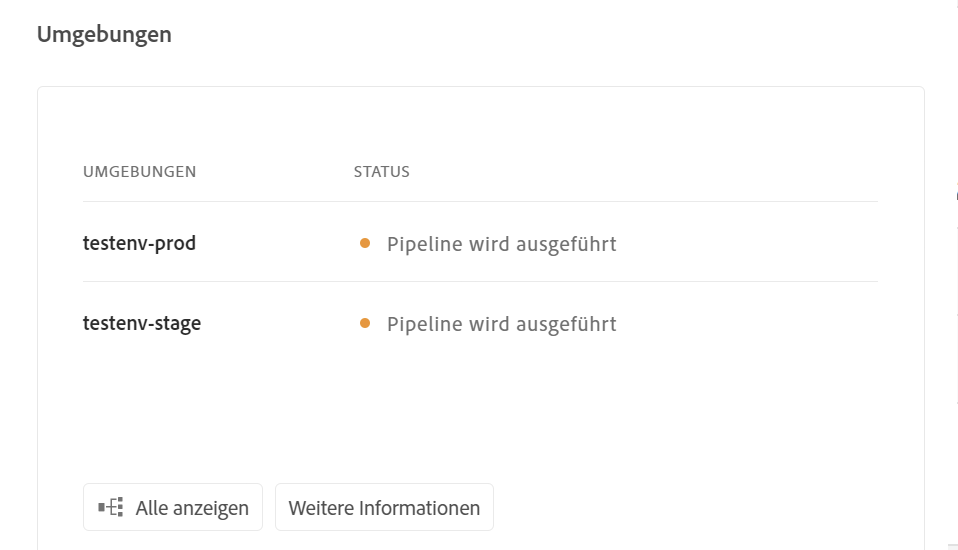 Umgebungen
UMGEBUNGEN STATUS
testenv-prod Pipeline wird ausgeführt
testenv-stage Pipeline wird ausgeführt
Alle anzeigen Weitere Informationen